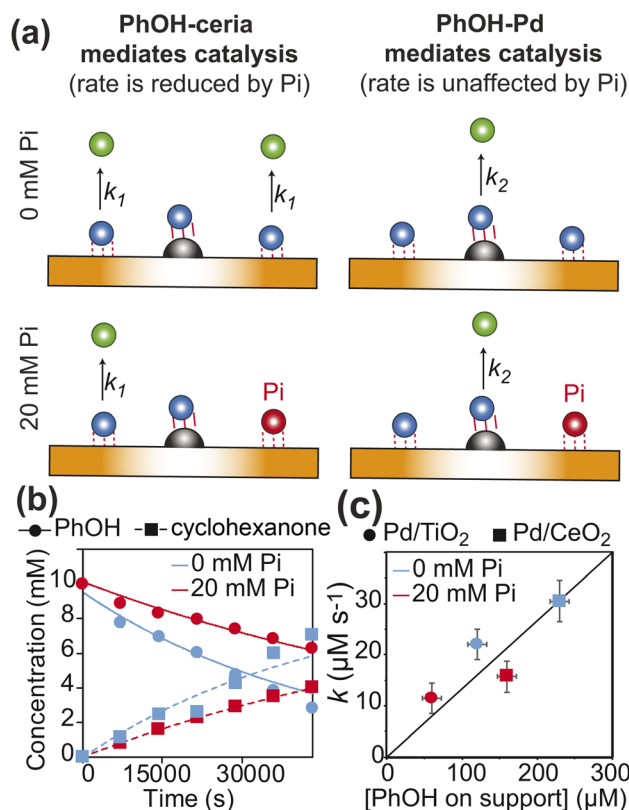 (a)
PhOH-ceria
mediates catalysis
(rate is reduced by Pi)
PhOH-Pd
mediates catalysis
(rate is unaffected by Pi)
0 mM Pi
k₁
k₁
k₂
20 mM Pi
k₁
Pi
k₂
Pi
(b)
PhOH
cyclohexanone
0 mM Pi
20 mM Pi
Concentration (mM)
12
10
8
6
4
2
0
0
15000
30000
Time (s)
(c)
Pd/TiO₂
Pd/CeO₂
0 mM Pi
20 mM Pi
k (µM s⁻¹)
40
30
20
10
0
0
100
200
300
[PhOH on support] (µM)